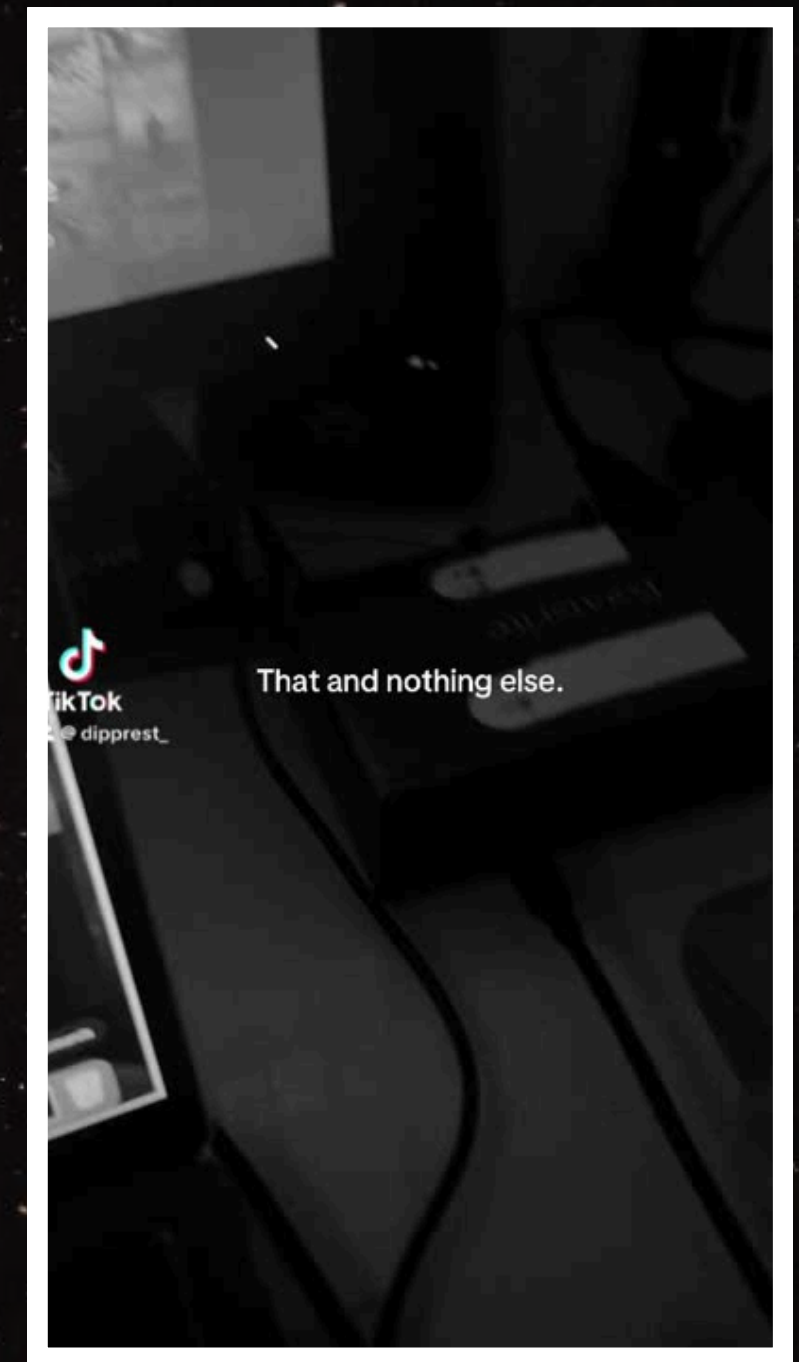 That and nothing else.
TikTok
@ dipprest_